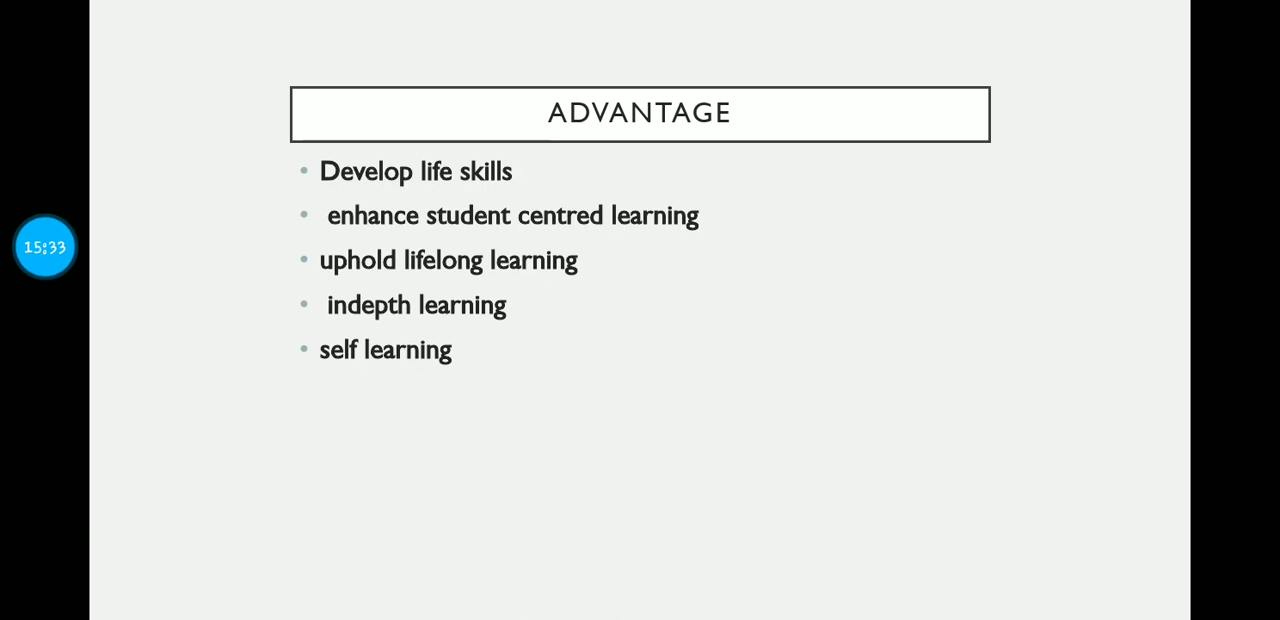 ADVANTAGE
• Develop life skills
• enhance student centred learning
15:33
• uphold lifelong learning
• indepth learning
• self learning